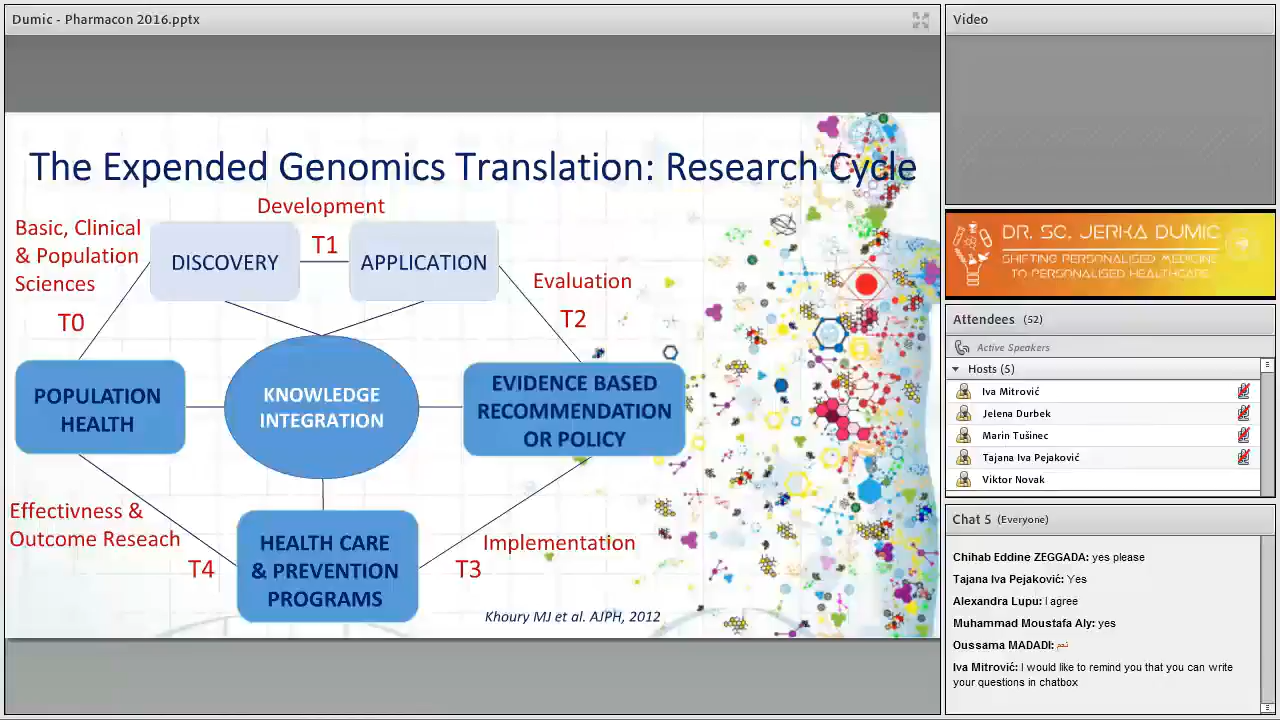 Dumic - Pharmacon 2016.pptx
The Expended Genomics Translation: Research Cycle
Development
Basic, Clinical
& Population
Sciences
DISCOVERY
T1
APPLICATION
Evaluation
T0
T2
POPULATION
HEALTH
KNOWLEDGE
INTEGRATION
EVIDENCE BASED
RECOMMENDATION
OR POLICY
Effectivness &
Outcome Reseach
T4
HEALTH CARE
& PREVENTION
PROGRAMS
Implementation
T3
Khoury MJ et al. AJPH, 2012
Video
DR. SC. JERKA DUMIC
SHIFTING PERSONALISED MEDICINE
TO PERSONALISED HEALTHCARE
Attendees (52)
Active Speakers
Hosts (5)
Iva Mitrović
Jelena Durbek
Marin Tušinec
Tajana Iva Pejaković
Viktor Novak
Chat 5 (Everyone)
Chihab Eddine ZEGGADA: yes please
Tajana Iva Pejaković: Yes
Alexandra Lupu: I agree
Muhammad Moustafa Aly: yes
Oussama MADADI: نعم
Iva Mitrović: I would like to remind you that you can write
your questions in chatbox